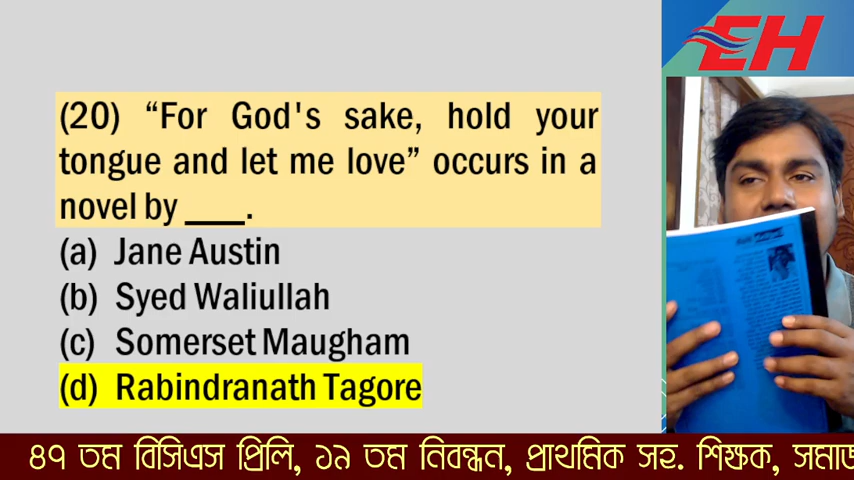 EH
(20) “For God's sake, hold your
tongue and let me love” occurs in a
novel by ___.
(a) Jane Austin
(b) Syed Waliullah
(c) Somerset Maugham
(d) Rabindranath Tagore
৪৭ তম বিসিএস প্রিলি, ১৯ তম নিবন্ধন, প্রাথমিক সহ. শিক্ষক, সমাজ